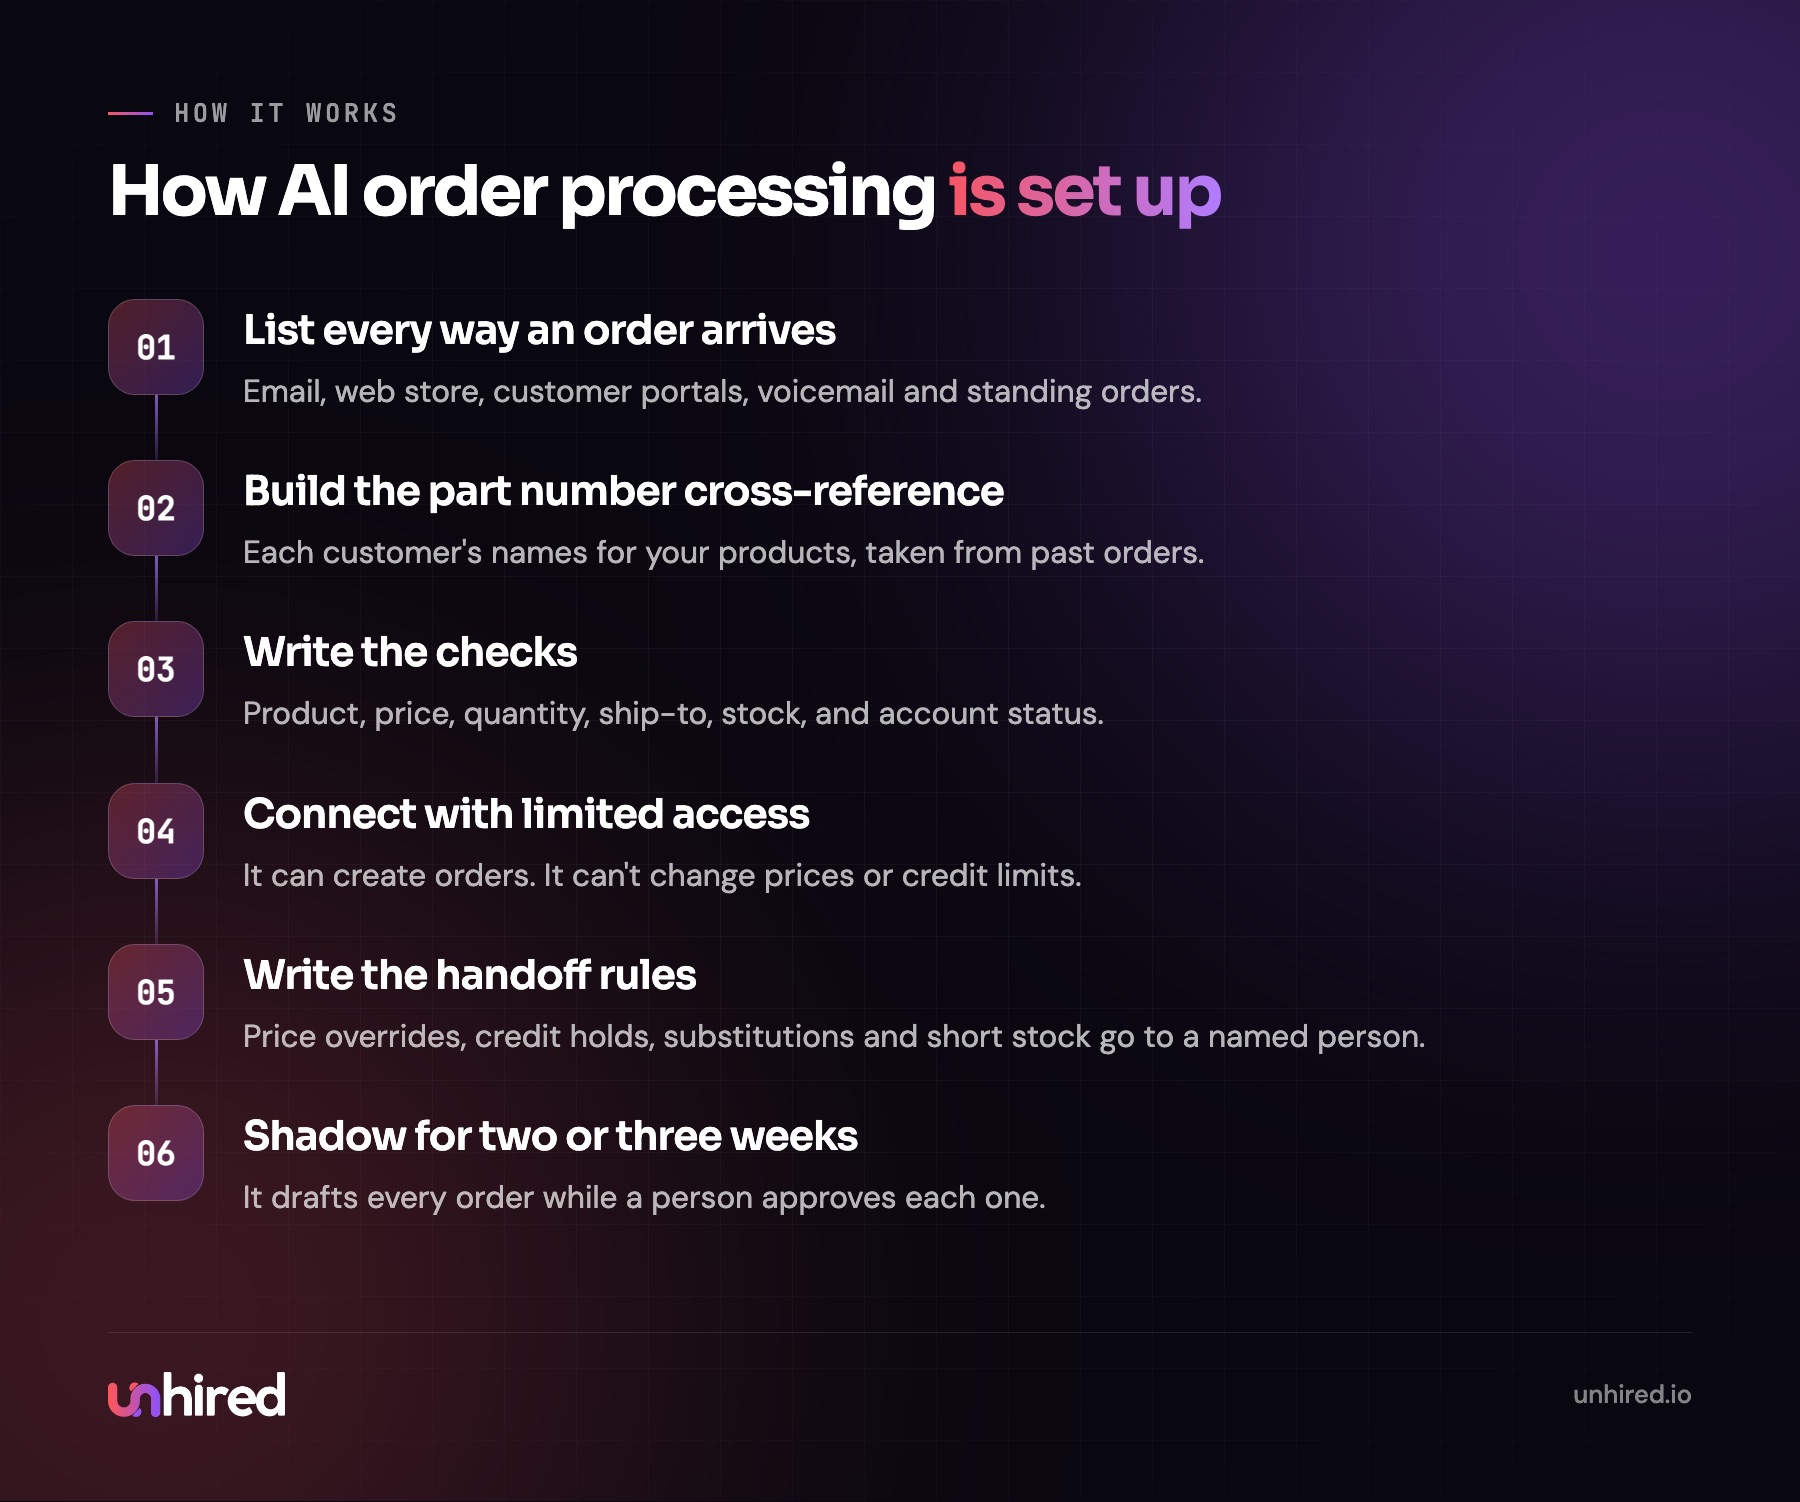 HOW IT WORKS
How AI order processing is set up
01
List every way an order arrives
Email, web store, customer portals, voicemail and standing orders.
02
Build the part number cross-reference
Each customer's names for your products, taken from past orders.
03
Write the checks
Product, price, quantity, ship-to, stock, and account status.
04
Connect with limited access
It can create orders. It can't change prices or credit limits.
05
Write the handoff rules
Price overrides, credit holds, substitutions and short stock go to a named person.
06
Shadow for two or three weeks
It drafts every order while a person approves each one.
unhired
unhired.io